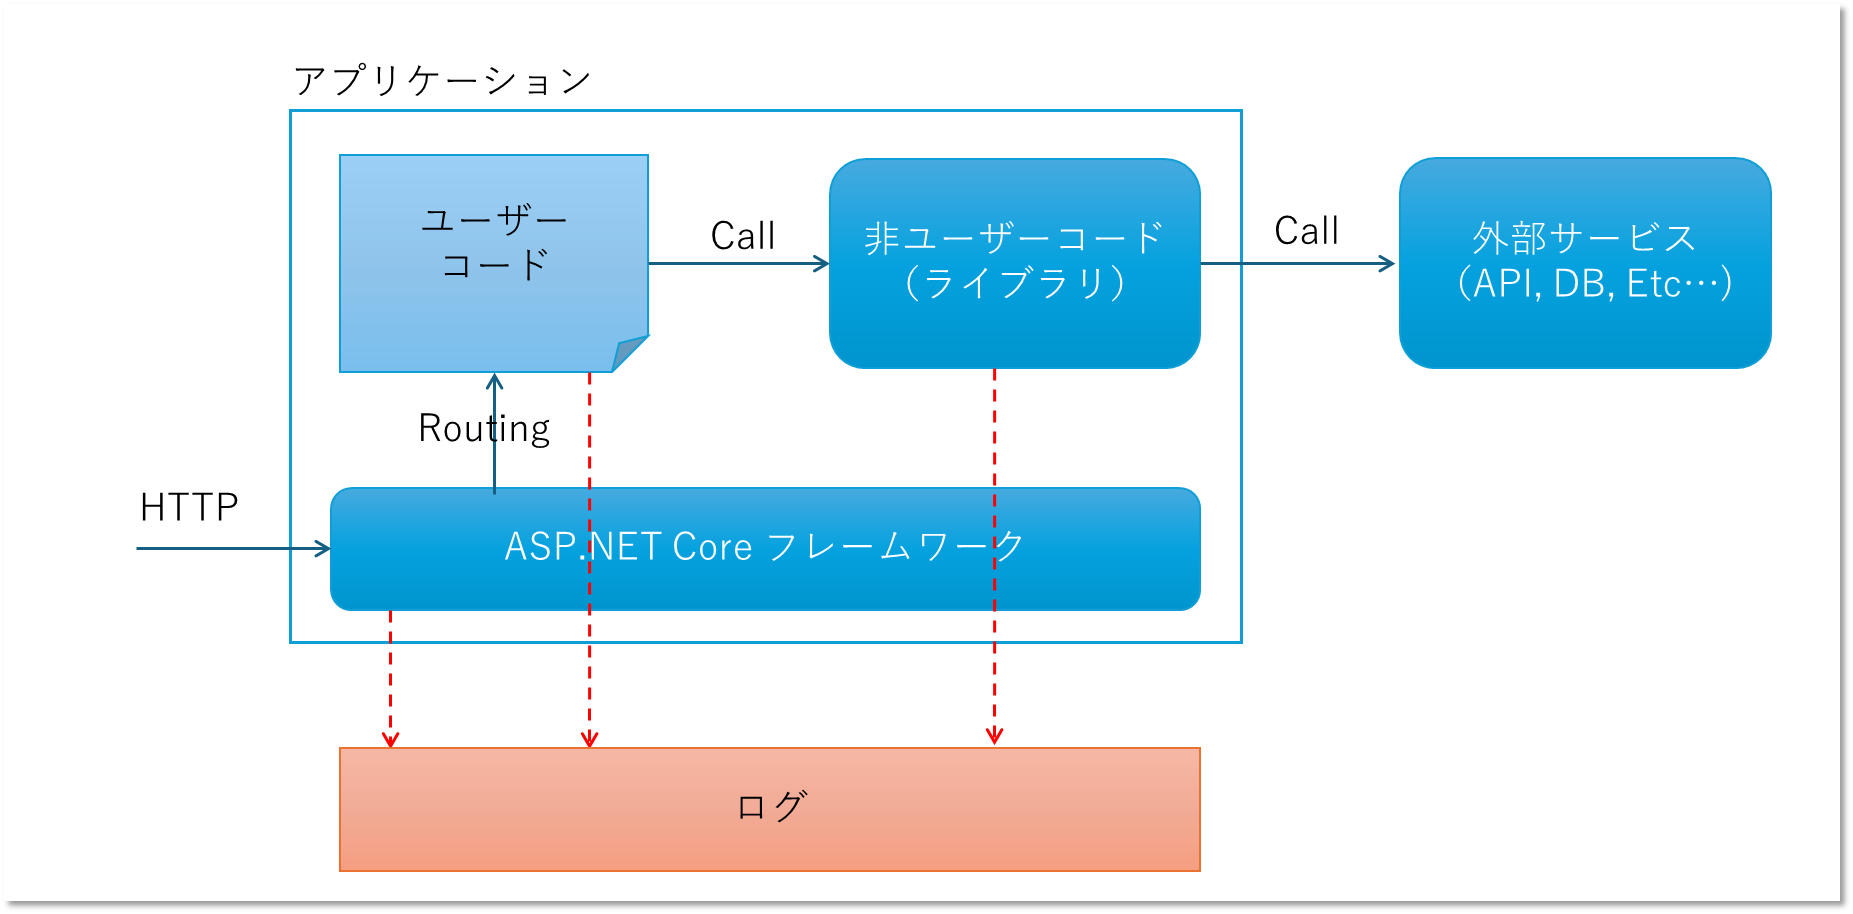 アプリケーション
ユーザー
コード
Call
非ユーザーコード
（ライブラリ）
Call
外部サービス
（API, DB, Etc…）
Routing
HTTP
ASP.NET Core フレームワーク
ログ